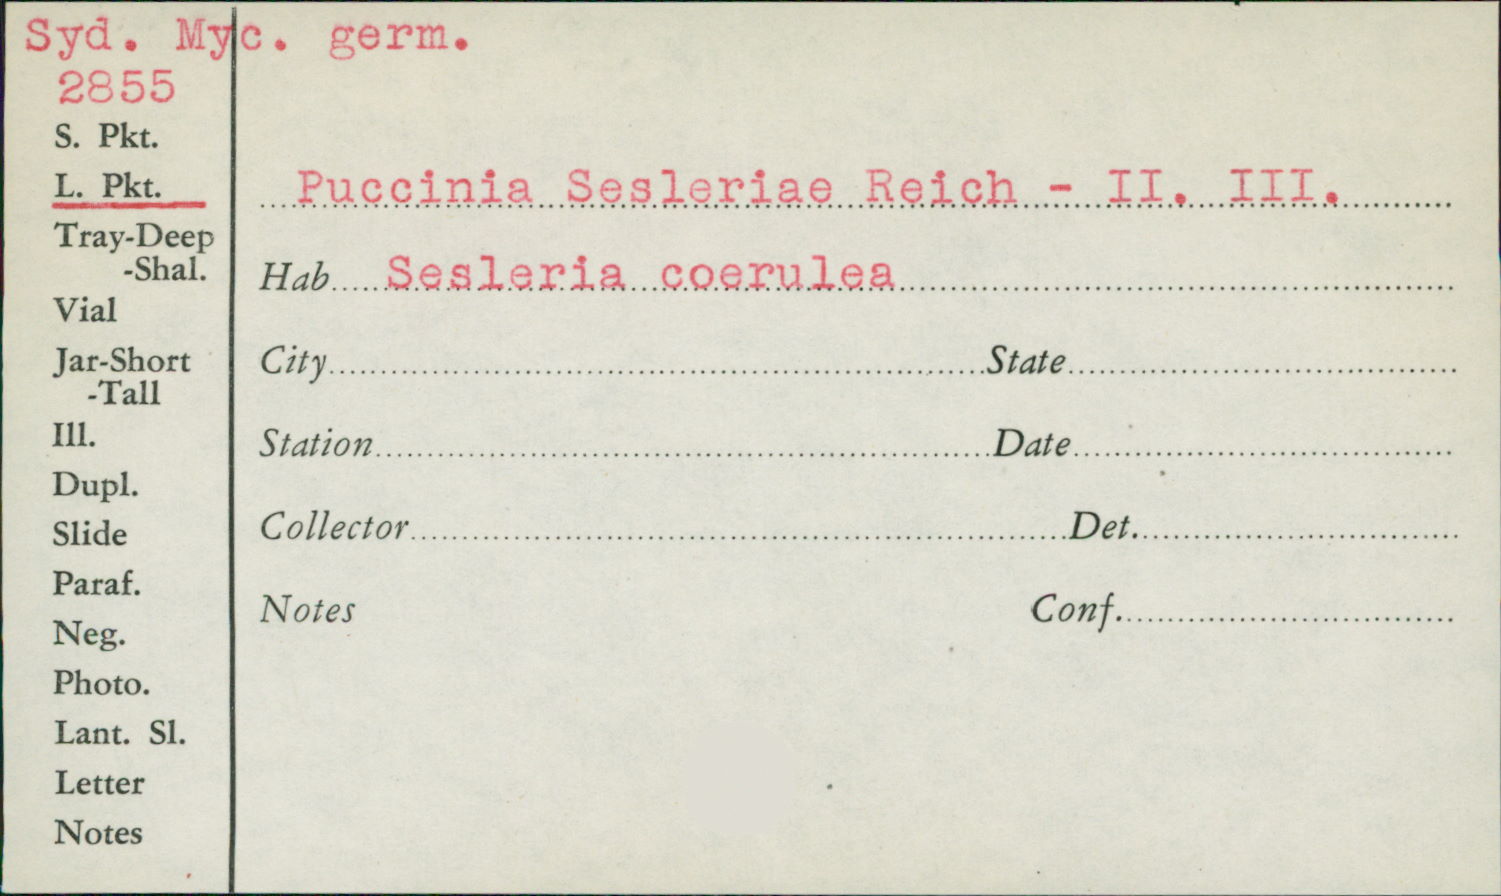 Syd. Myc. germ.
2855
S. Pkt.
L. Pkt.
Tray-Deep
-Shal.
Vial
Jar-Short
-Tall
Ill.
Dupl.
Slide
Paraf.
Neg.
Photo.
Lant. Sl.
Letter
Notes
Puccinia Sesleriae Reich - II. III.
Hab Sesleria coerulea
City State
Station Date
Collector Det.
Notes Conf.